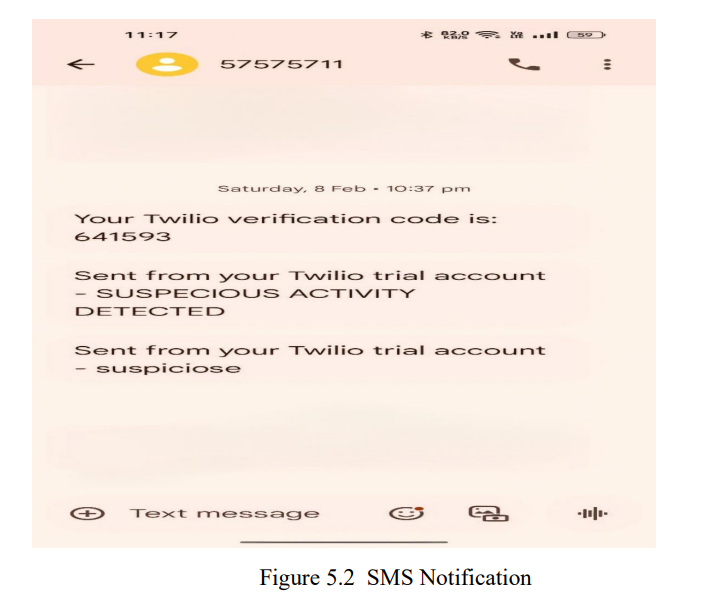 11:17
82.0 KB/S
59
57575711
Saturday, 8 Feb • 10:37 pm
Your Twilio verification code is:
641593
Sent from your Twilio trial account
- SUSPECIOUS ACTIVITY
DETECTED
Sent from your Twilio trial account
- suspiciose
Text message
Figure 5.2 SMS Notification